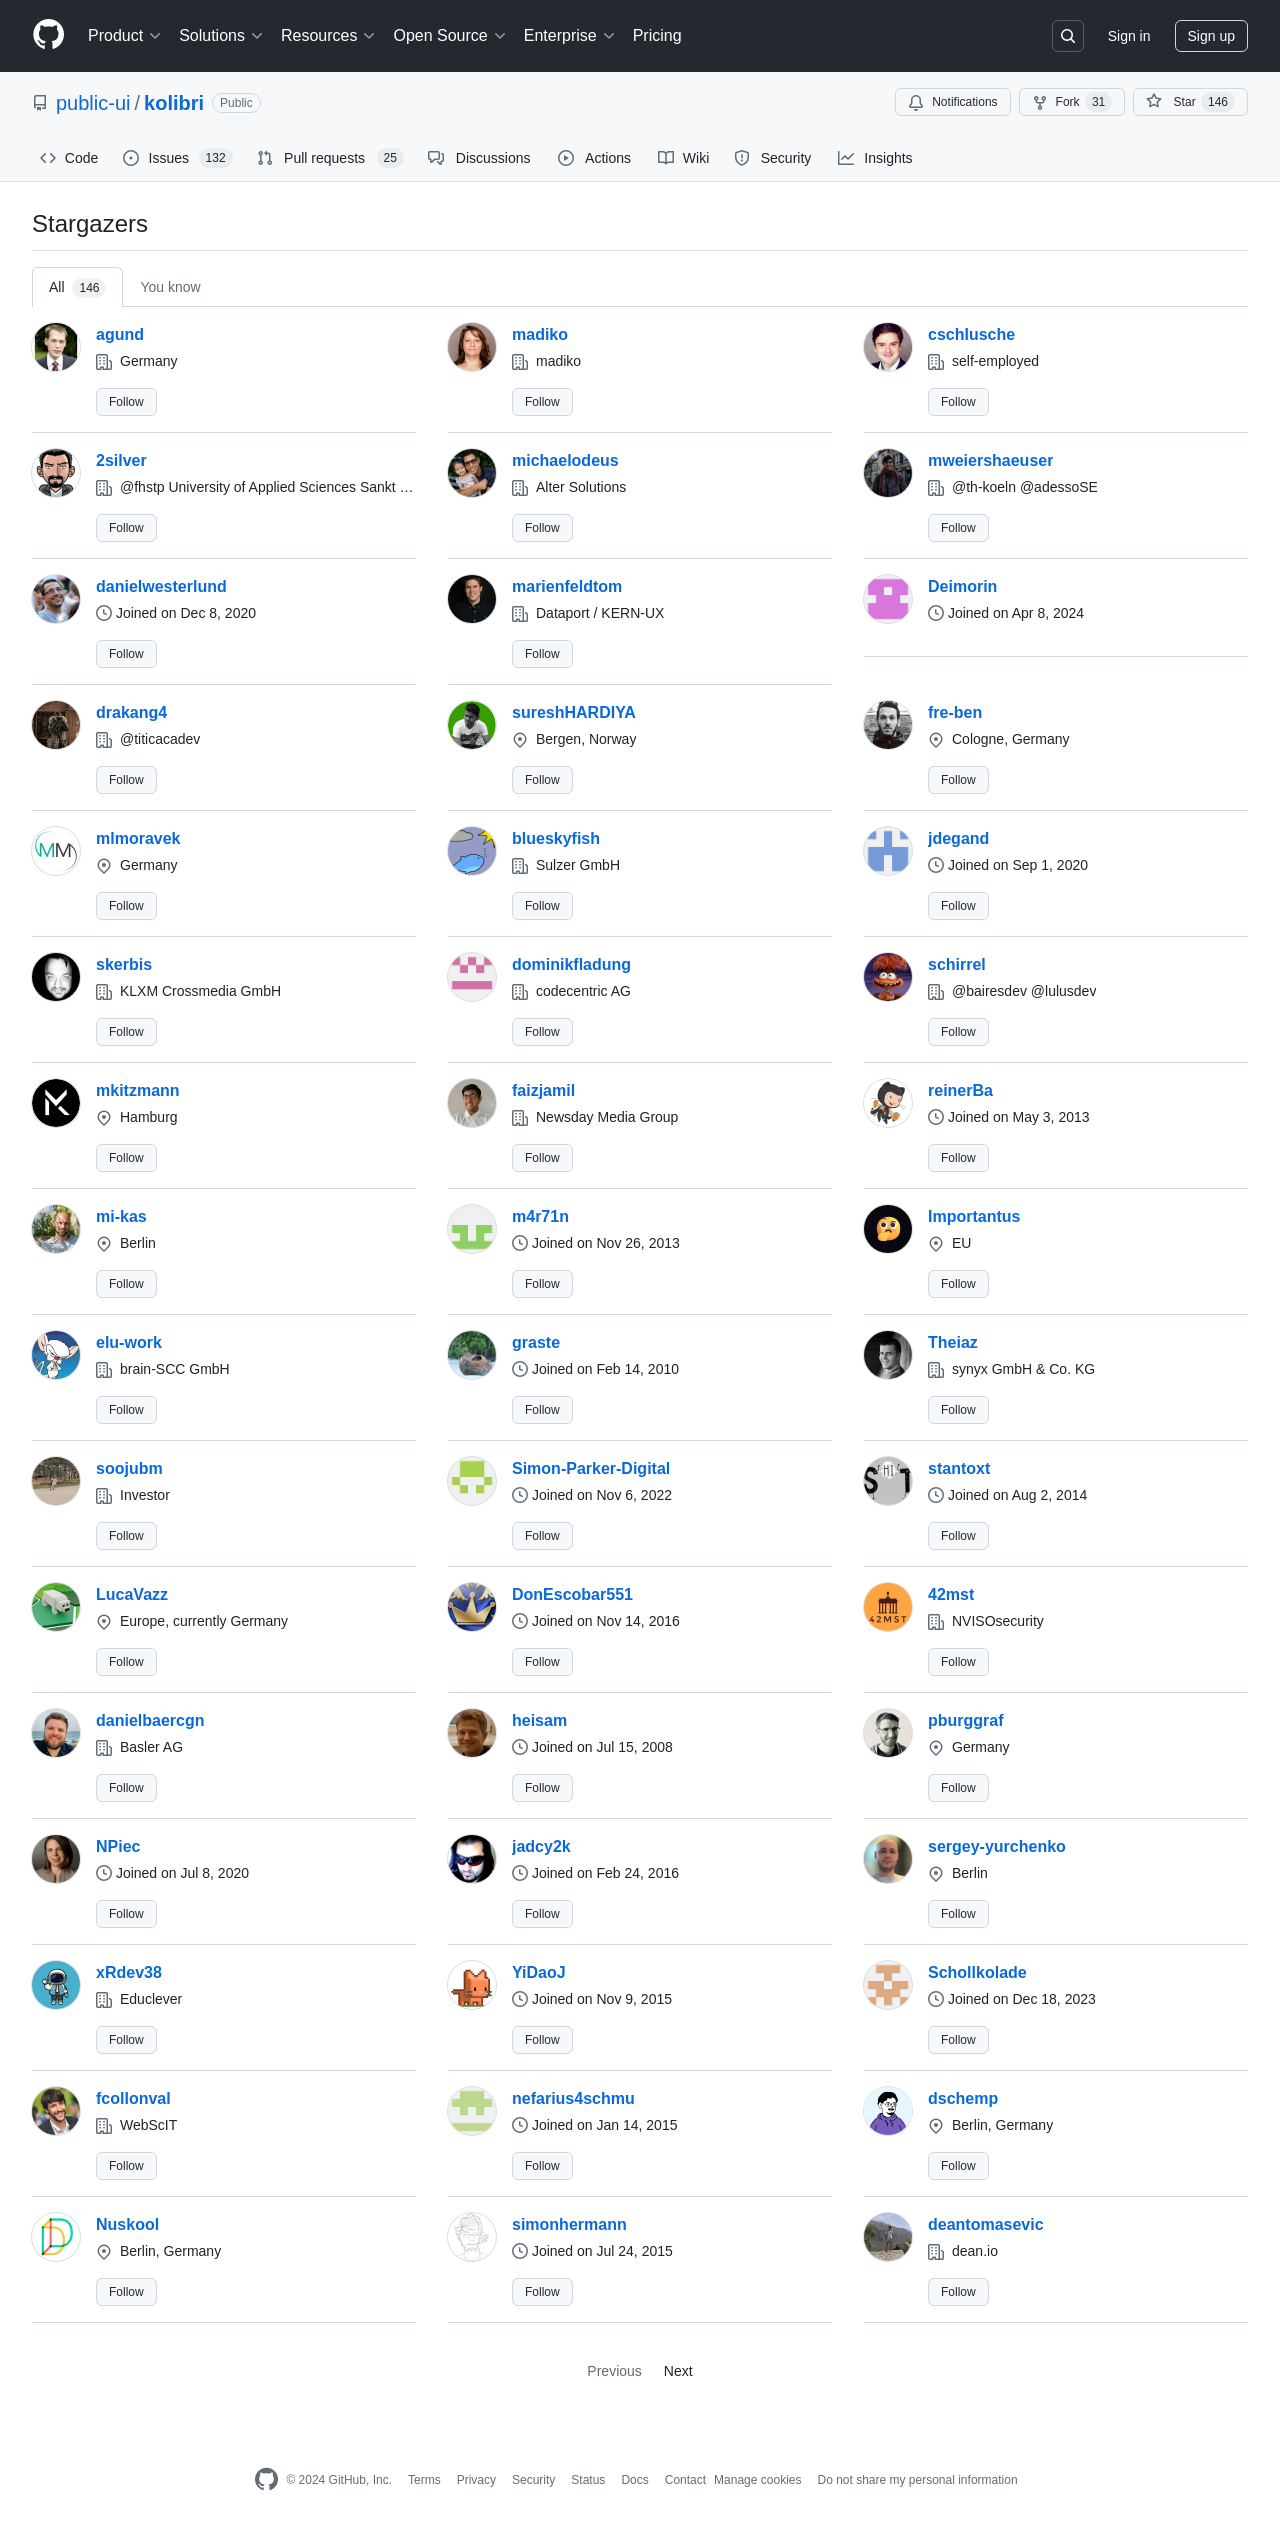 Product Solutions Resources Open Source Enterprise Pricing Sign in Sign up
public-ui / kolibri Public Notifications Fork 31 Star 146
Code Issues 132 Pull requests 25 Discussions Actions Wiki Security Insights
Stargazers
All 146 You know
agund madiko cschlusche
Germany madiko self-employed
Follow Follow Follow
2silver michaelodeus mweiershaeuser
@fhstp University of Applied Sciences Sankt … Alter Solutions @th-koeln @adessoSE
Follow Follow Follow
danielwesterlund marienfeldtom Deimorin
Joined on Dec 8, 2020 Dataport / KERN-UX Joined on Apr 8, 2024
Follow Follow
drakang4 sureshHARDIYA fre-ben
@titicacadev Bergen, Norway Cologne, Germany
Follow Follow Follow
mlmoravek blueskyfish jdegand
MM Germany Sulzer GmbH Joined on Sep 1, 2020
Follow Follow Follow
skerbis dominikfladung schirrel
KLXM Crossmedia GmbH codecentric AG @bairesdev @lulusdev
Follow Follow Follow
mkitzmann faizjamil reinerBa
Hamburg Newsday Media Group Joined on May 3, 2013
Follow Follow Follow
mi-kas m4r71n Importantus
Berlin Joined on Nov 26, 2013 EU
Follow Follow Follow
elu-work graste Theiaz
brain-SCC GmbH Joined on Feb 14, 2010 synyx GmbH & Co. KG
Follow Follow Follow
soojubm Simon-Parker-Digital stantoxt
Investor Joined on Nov 6, 2022 Joined on Aug 2, 2014
Follow Follow Follow
LucaVazz DonEscobar551 42mst
Europe, currently Germany Joined on Nov 14, 2016 42MST NVISOsecurity
Follow Follow Follow
danielbaercgn heisam pburggraf
Basler AG Joined on Jul 15, 2008 Germany
Follow Follow Follow
NPiec jadcy2k sergey-yurchenko
Joined on Jul 8, 2020 Joined on Feb 24, 2016 Berlin
Follow Follow Follow
xRdev38 YiDaoJ Schollkolade
Educlever Joined on Nov 9, 2015 Joined on Dec 18, 2023
Follow Follow Follow
fcollonval nefarius4schmu dschemp
WebScIT Joined on Jan 14, 2015 Berlin, Germany
Follow Follow Follow
Nuskool simonhermann deantomasevic
Berlin, Germany Joined on Jul 24, 2015 dean.io
Follow Follow Follow
Previous Next
© 2024 GitHub, Inc. Terms Privacy Security Status Docs Contact Manage cookies Do not share my personal information